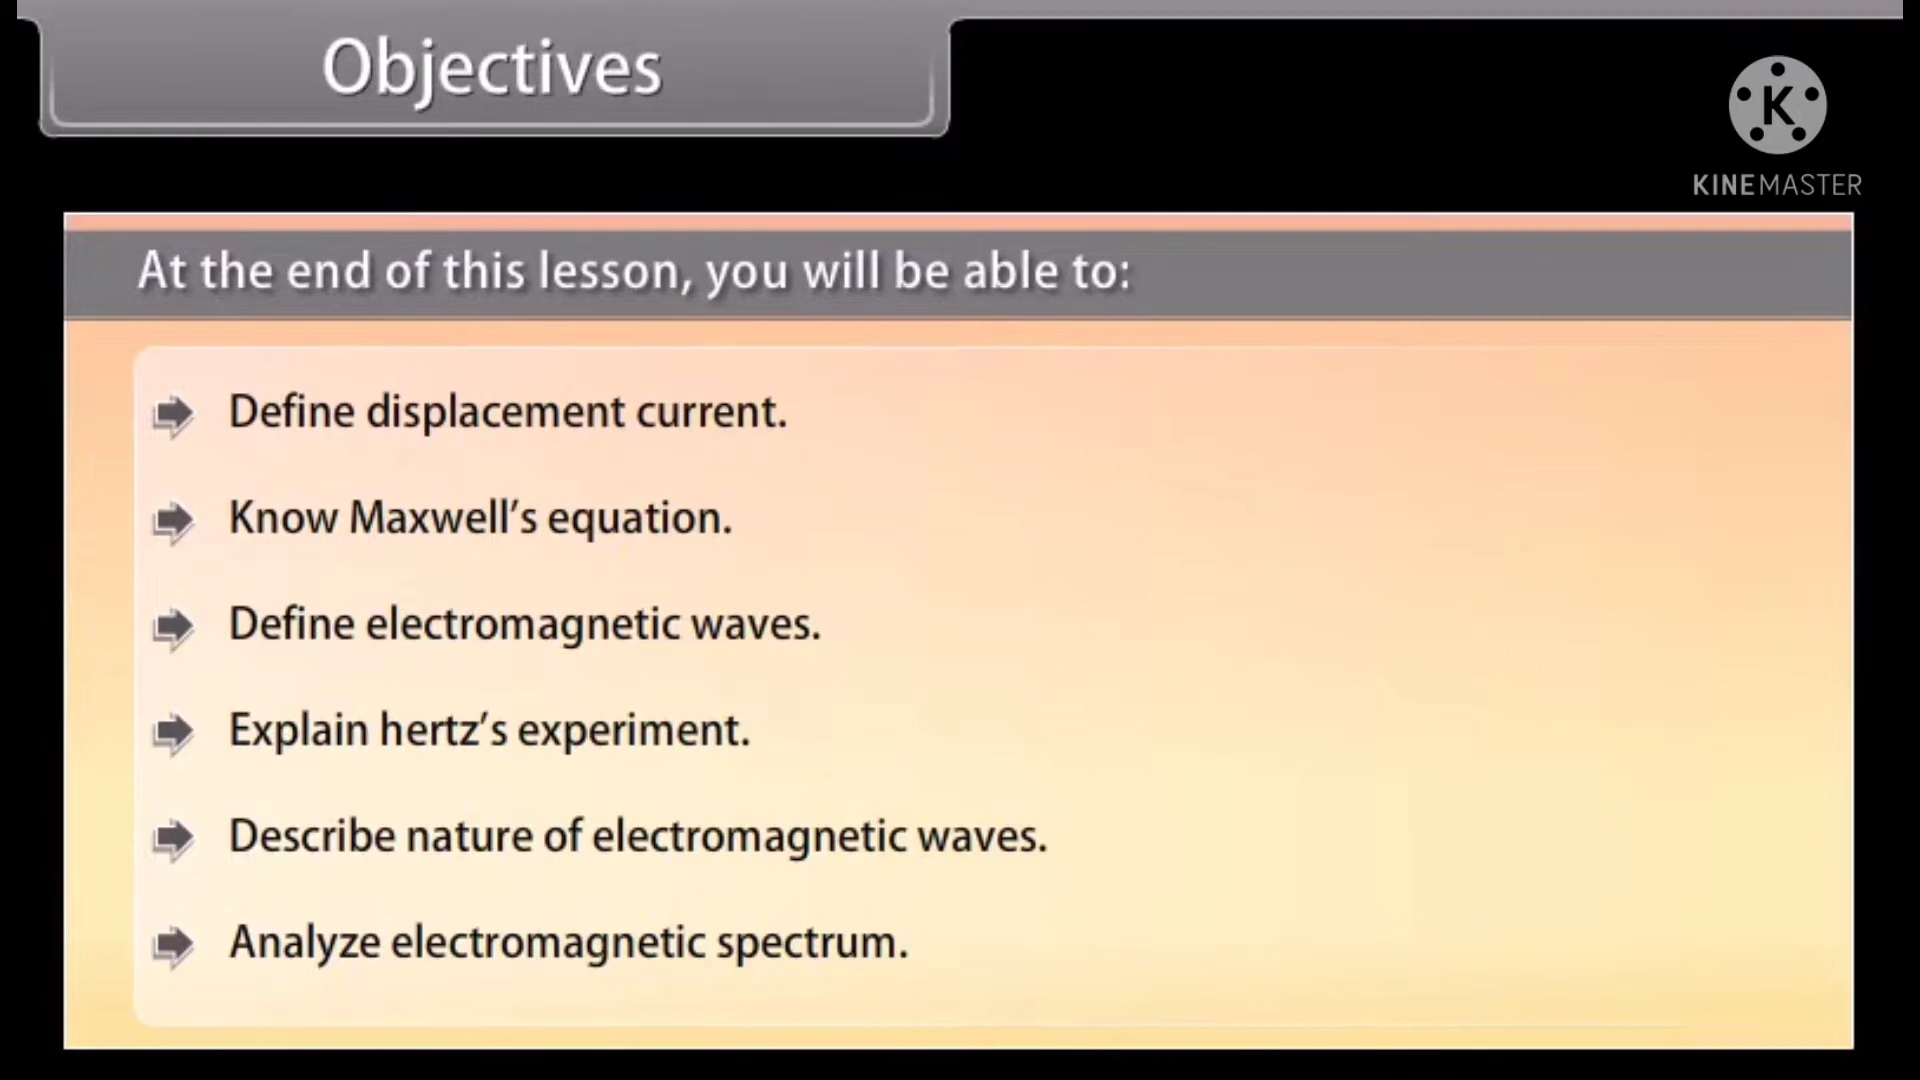 Objectives
K
KINEMASTER
At the end of this lesson, you will be able to:
Define displacement current.
Know Maxwell's equation.
Define electromagnetic waves.
Explain hertz's experiment.
Describe nature of electromagnetic waves.
Analyze electromagnetic spectrum.